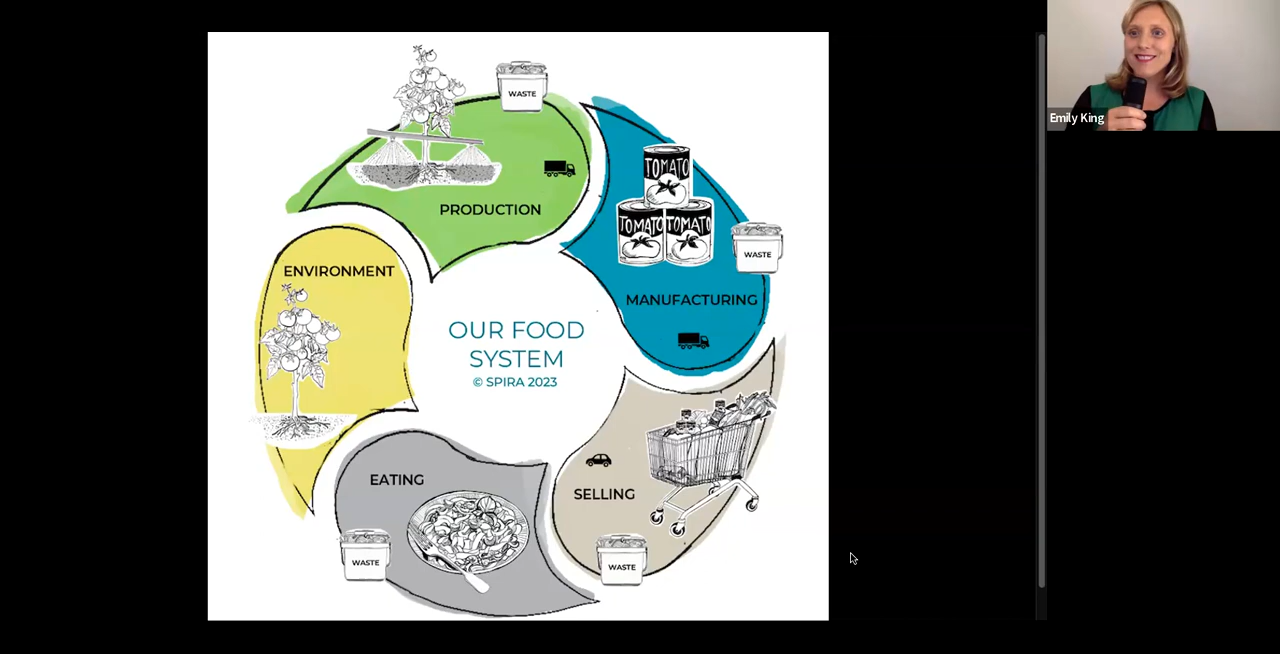 WASTE
PRODUCTION
TOMATO
TOMATO TOMATO
WASTE
MANUFACTURING
ENVIRONMENT
OUR FOOD
SYSTEM
© SPIRA 2023
EATING
SELLING
WASTE
WASTE
Emily King